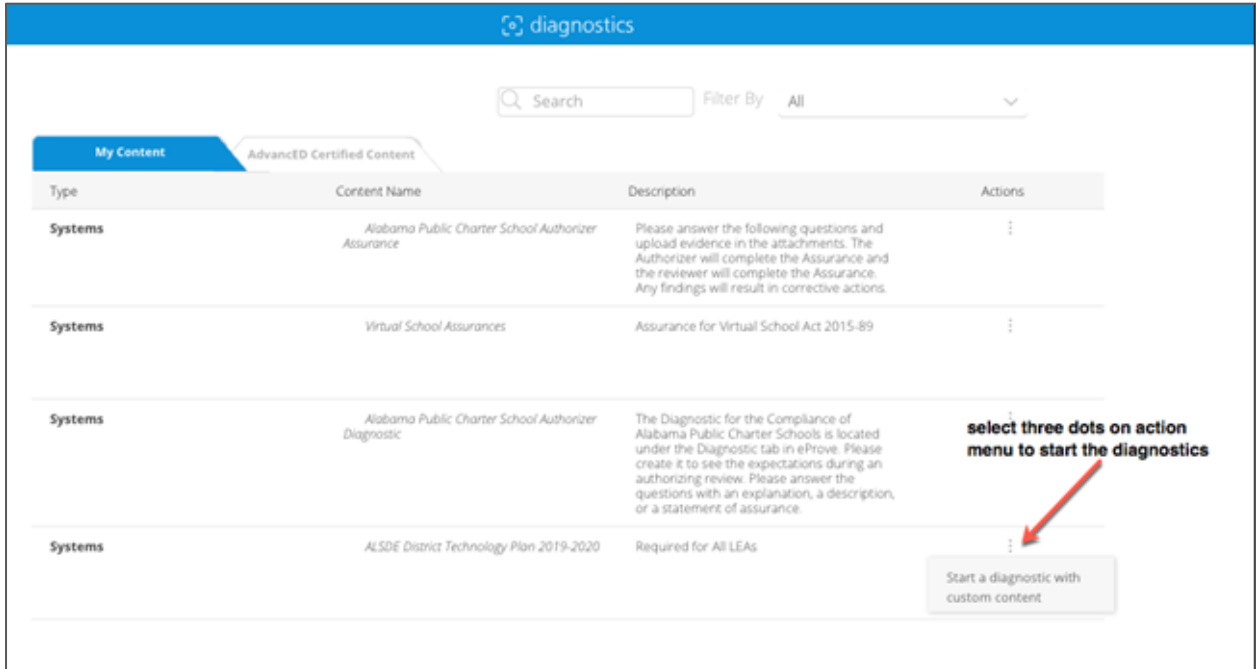 diagnostics
Search
Filter By All
My Content
AdvancED Certified Content
Type Content Name Description Actions
Systems
Alabama Public Charter School Authorizer
Assurance
Please answer the following questions and
upload evidence in the attachments. The
Authorizer will complete the Assurance and
the reviewer will complete the Assurance.
Any findings will result in corrective actions.
Systems
Virtual School Assurances
Assurance for Virtual School Act 2015-89
Systems
Alabama Public Charter School Authorizer
Diagnostic
The Diagnostic for the Compliance of
Alabama Public Charter Schools is located
under the Diagnostic tab in eProve. Please
create it to see the expectations during an
authorizing review. Please answer the
questions with an explanation, a description,
or a statement of assurance.
select three dots on action
menu to start the diagnostics
Systems
ALSDE District Technology Plan 2019-2020
Required for All LEAs
Start a diagnostic with
custom content